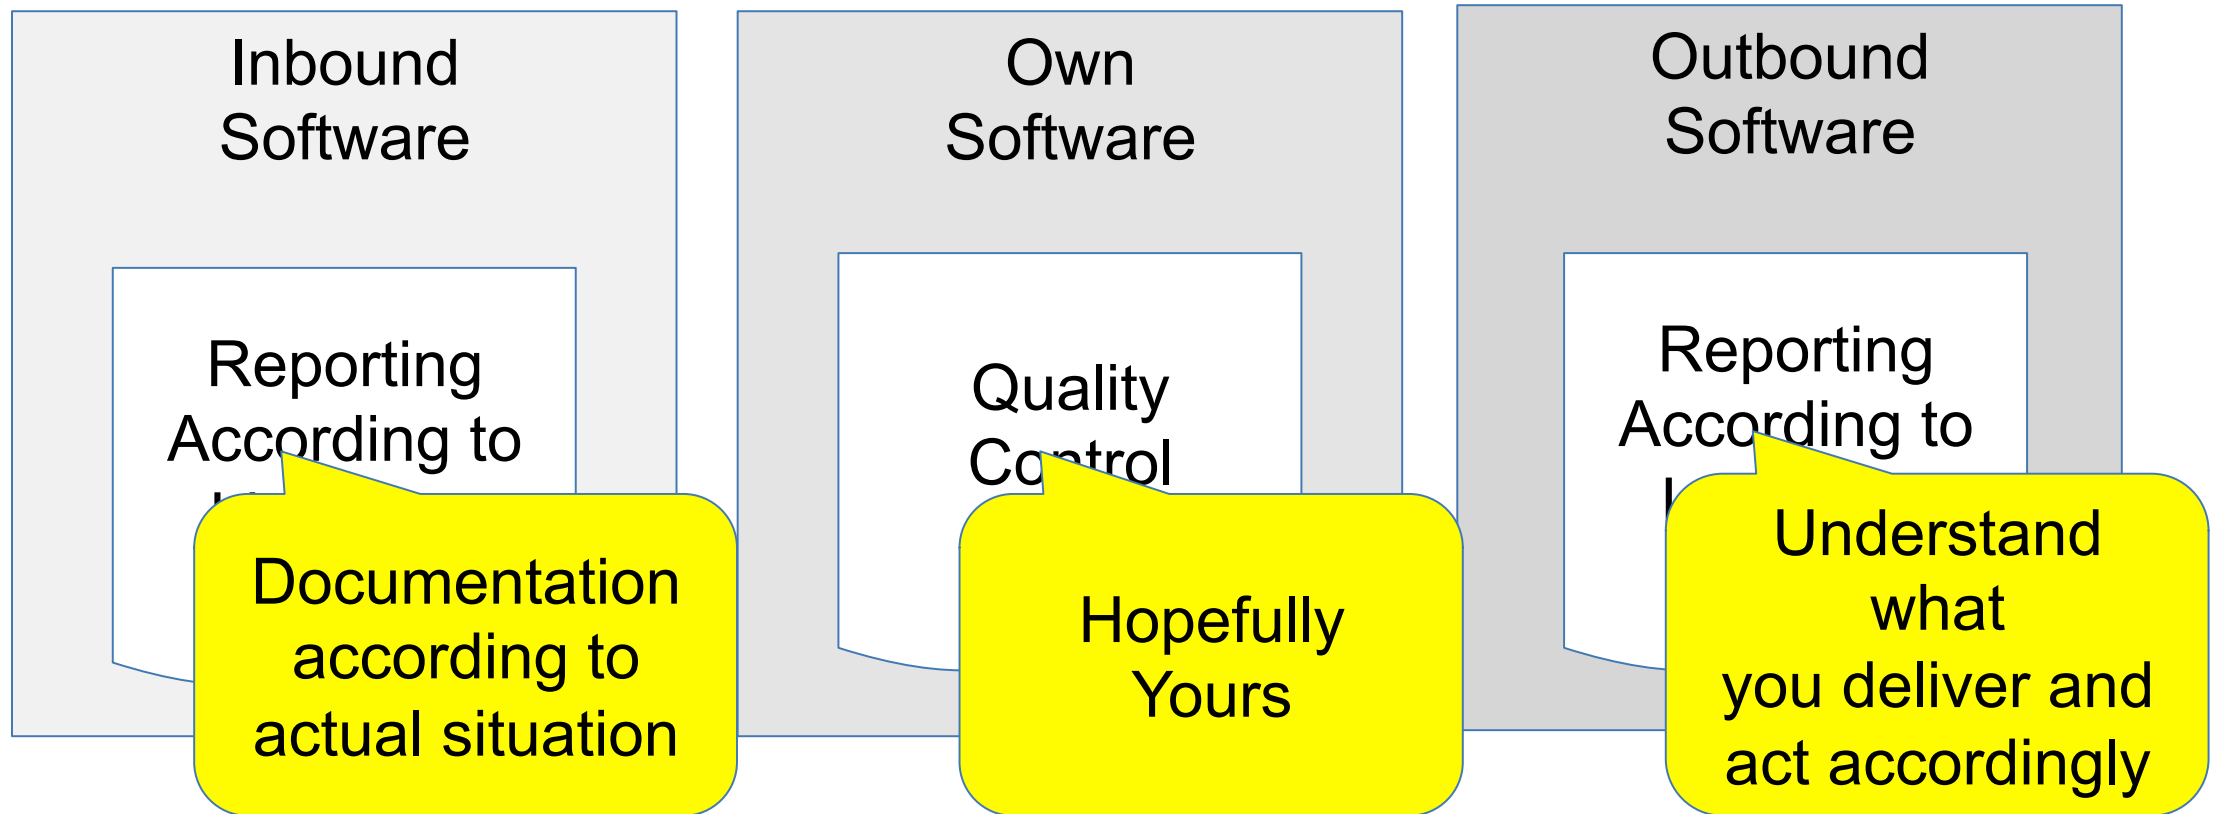 Inbound
Software
Reporting
According to
Documentation
according to
actual situation
Own
Software
Quality
Control
Hopefully
Yours
Outbound
Software
Reporting
According to
Understand
what
you deliver and
act accordingly